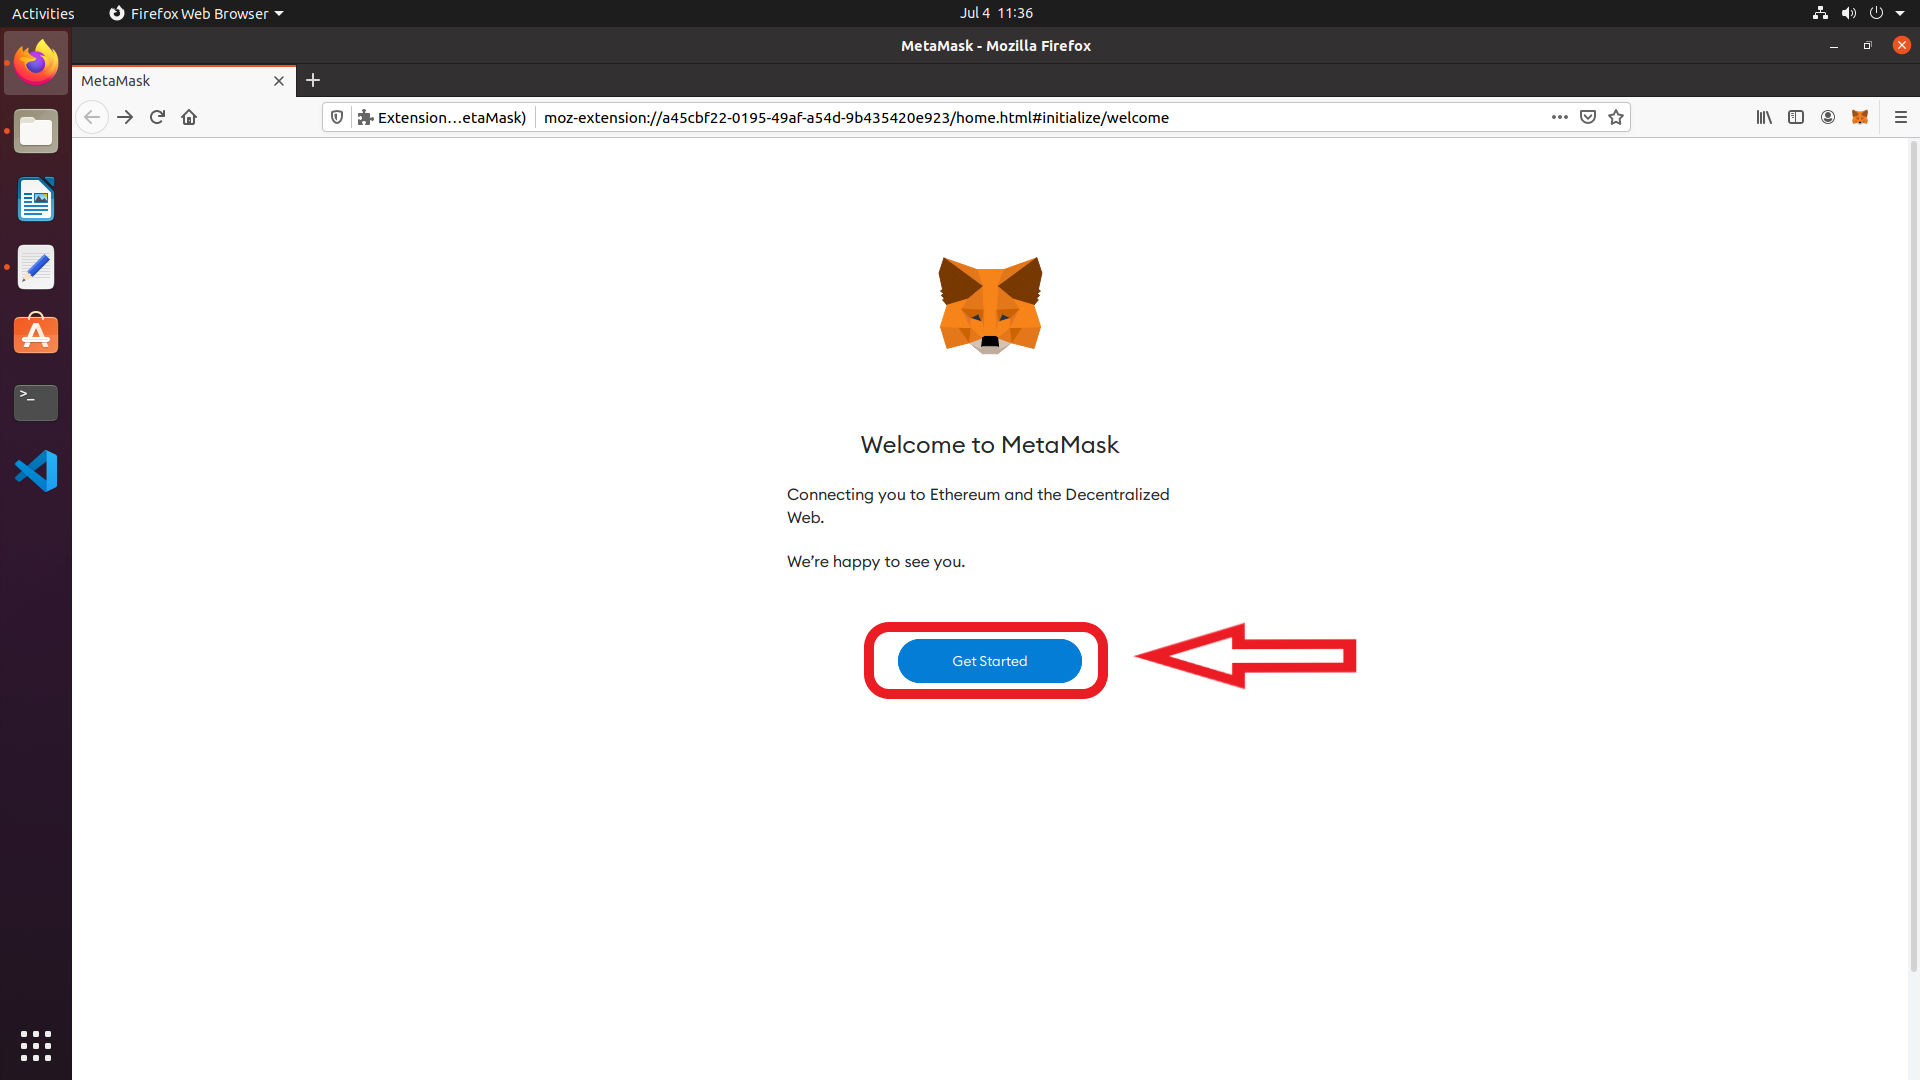 Activities
Firefox Web Browser
Jul 4 11:36
MetaMask - Mozilla Firefox
MetaMask
Extension…etaMask)
moz-extension://a45cbf22-0195-49af-a54d-9b435420e923/home.html#initialize/welcome
>_
Welcome to MetaMask
Connecting you to Ethereum and the Decentralized
Web.
We’re happy to see you.
Get Started